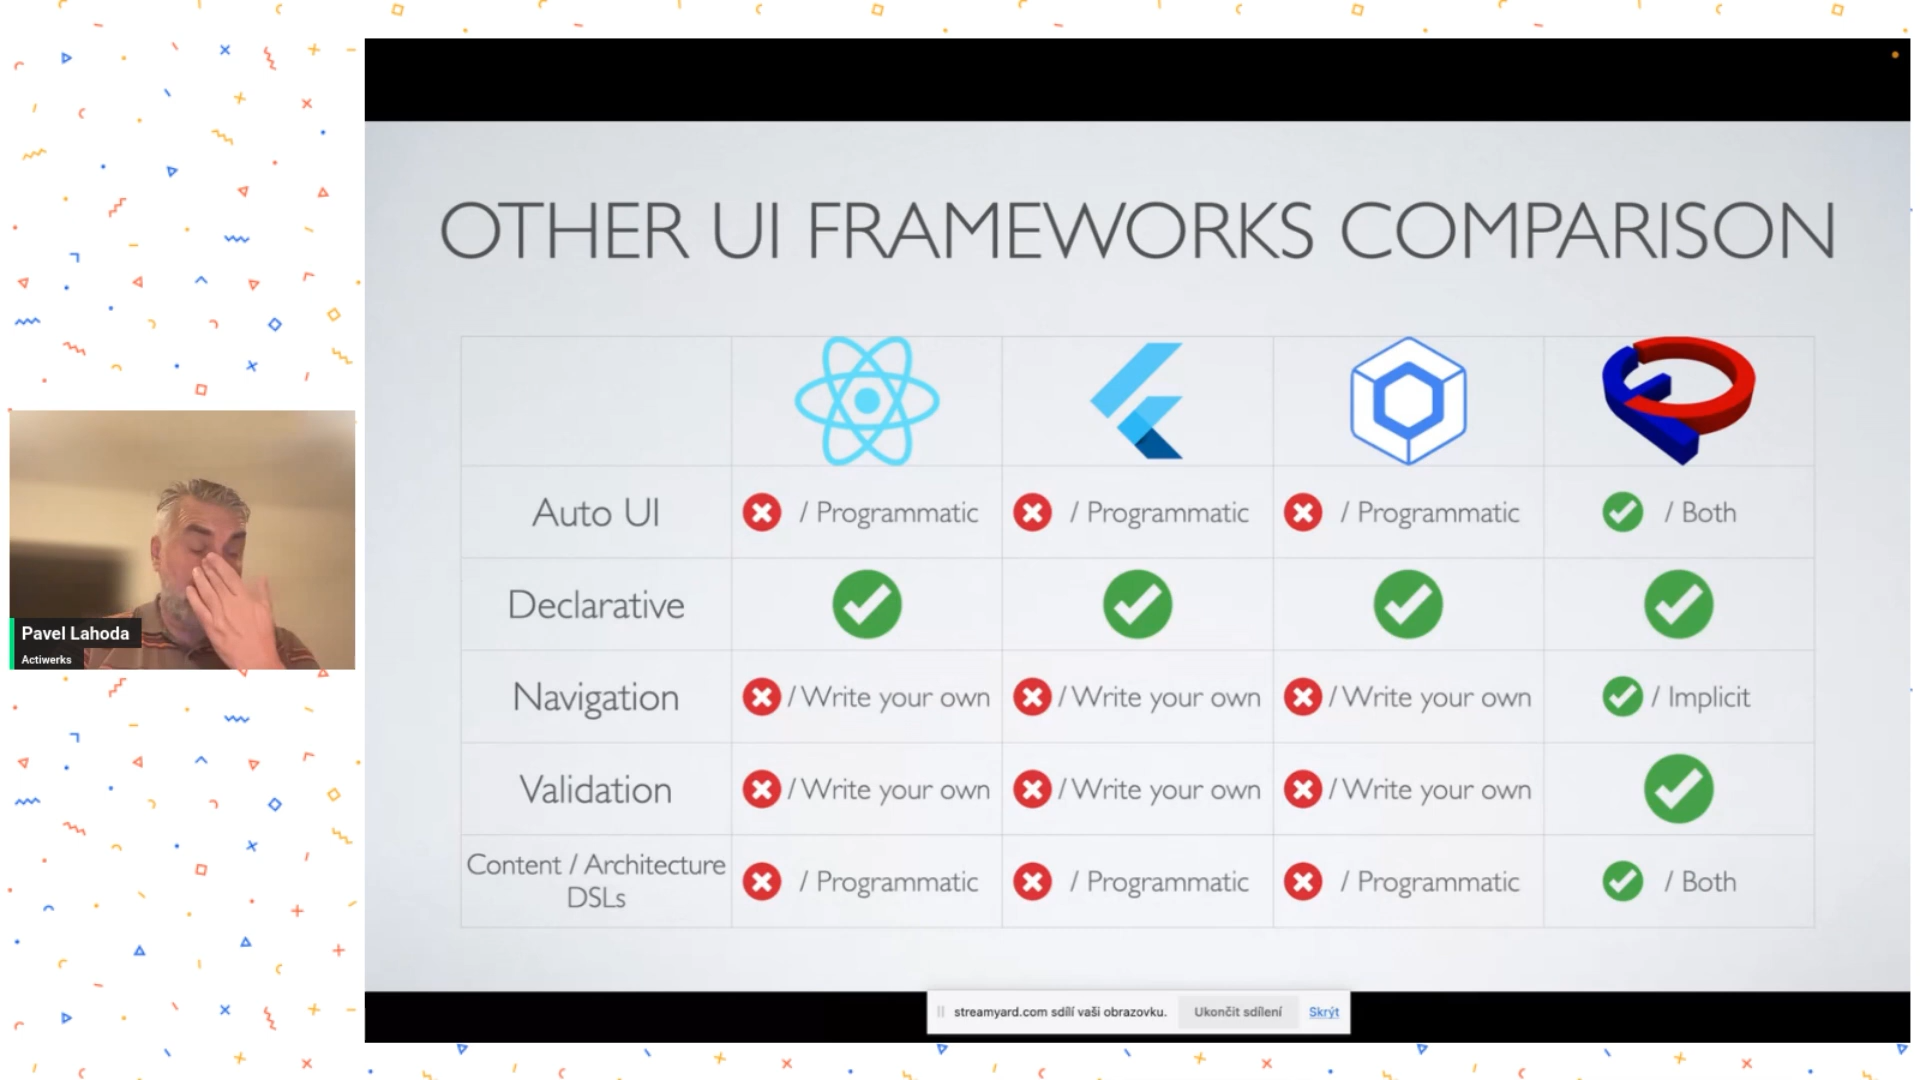 OTHER UI FRAMEWORKS COMPARISON
Auto UI / Programmatic / Programmatic / Programmatic / Both
Declarative
Navigation / Write your own / Write your own / Write your own / Implicit
Validation / Write your own / Write your own / Write your own
Content / Architecture
DSLs / Programmatic / Programmatic / Programmatic / Both
Pavel Lahoda
Actiwerks
streamyard.com sdílí vaši obrazovku. Ukončit sdílení Skrýt